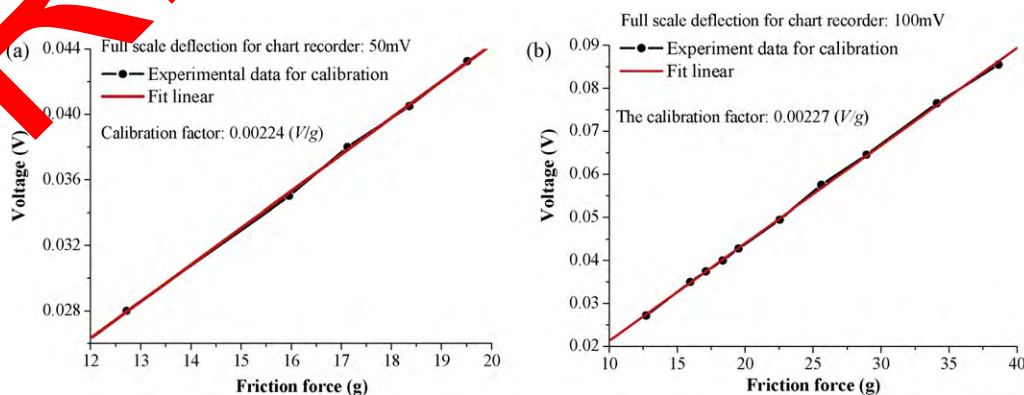 (a)
Full scale deflection for chart recorder: 50mV
Experimental data for calibration
Fit linear
Calibration factor: 0.00224 (V/g)
Voltage (V)
0.044
0.040
0.036
0.032
0.028
12 13 14 15 16 17 18 19 20
Friction force (g)
(b)
Full scale deflection for chart recorder: 100mV
Experiment data for calibration
Fit linear
The calibration factor: 0.00227 (V/g)
Voltage (V)
0.09
0.08
0.07
0.06
0.05
0.04
0.03
0.02
10 15 20 25 30 35 40
Friction force (g)